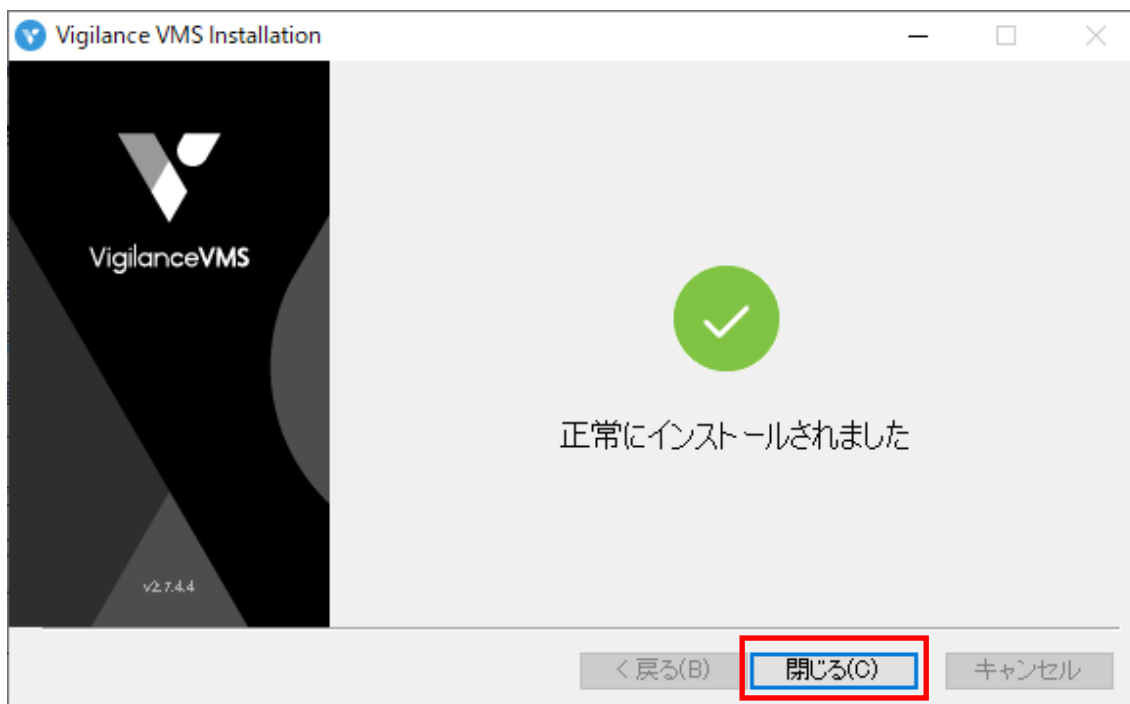 Vigilance VMS Installation
VigilanceVMS
正常にインストールされました
v2.7.4.4
< 戻る(B)
閉じる(C)
キャンセル